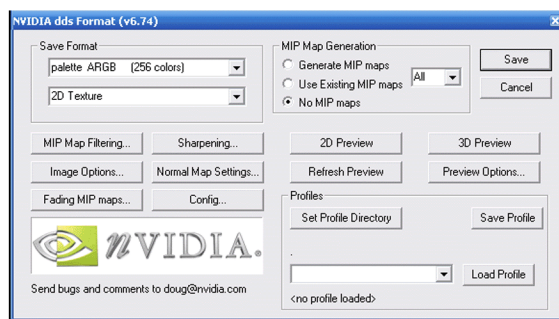 NVIDIA dds Format (v6.74)
Save Format
palette ARGB (256 colors)
2D Texture
MIP Map Generation
Generate MIP maps
Use Existing MIP maps
All
No MIP maps
Save
Cancel
MIP Map Filtering...
Sharpening...
2D Preview
3D Preview
Image Options...
Normal Map Settings...
Refresh Preview
Preview Options...
Fading MIP maps...
Config...
Profiles
Set Profile Directory
Save Profile
.
nVIDIA.
Load Profile
Send bugs and comments to doug@nvidia.com
<no profile loaded>